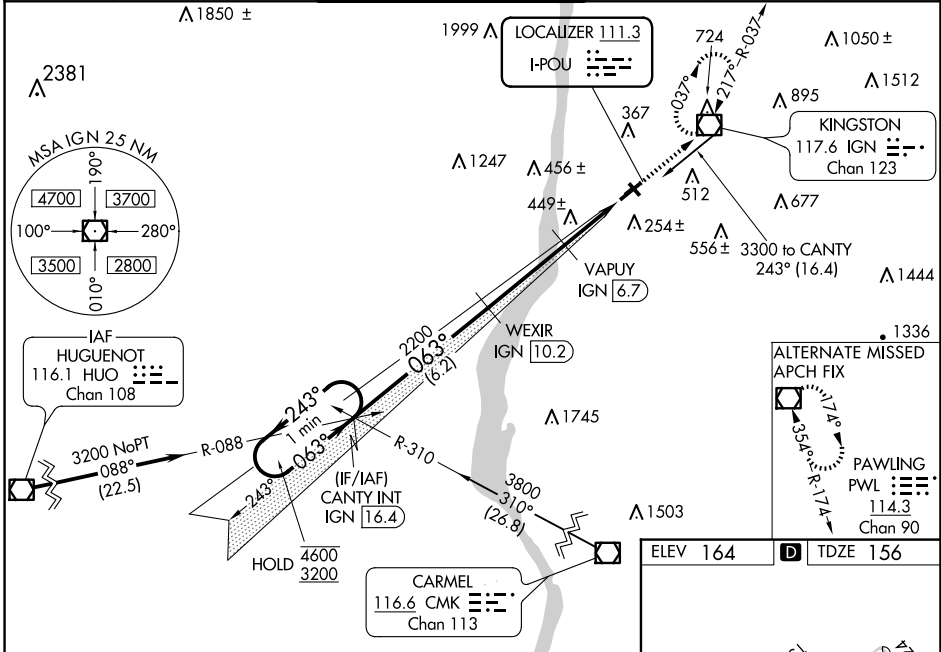 1850 ±
1999
LOCALIZER 111.3
I-POU
724
R-037
217°
037°
1050 ±
2381
1512
895
367
KINGSTON
117.6 IGN
Chan 123
MSA IGN 25 NM
190°
4700
3700
100°
280°
3500
2800
010°
1247
456 ±
449 ±
512
677
254 ±
556 ±
3300 to CANTY
243° (16.4)
VAPUY
IGN 6.7
1444
WEXIR
IGN 10.2
1336
IAF
HUGUENOT
116.1 HUO
Chan 108
2200
063°
(6.2)
ALTERNATE MISSED
APCH FIX
174°
354°
R-174
PAWLING
PWL
114.3
Chan 90
243°
1 min
063°
1745
3200 NoPT
088°
(22.5)
R-088
R-310
(IF/IAF)
CANTY INT
IGN 16.4
243°
3800
310°
(26.8)
1503
HOLD 4600
3200
CARMEL
116.6 CMK
Chan 113
ELEV 164
D
TDZE 156